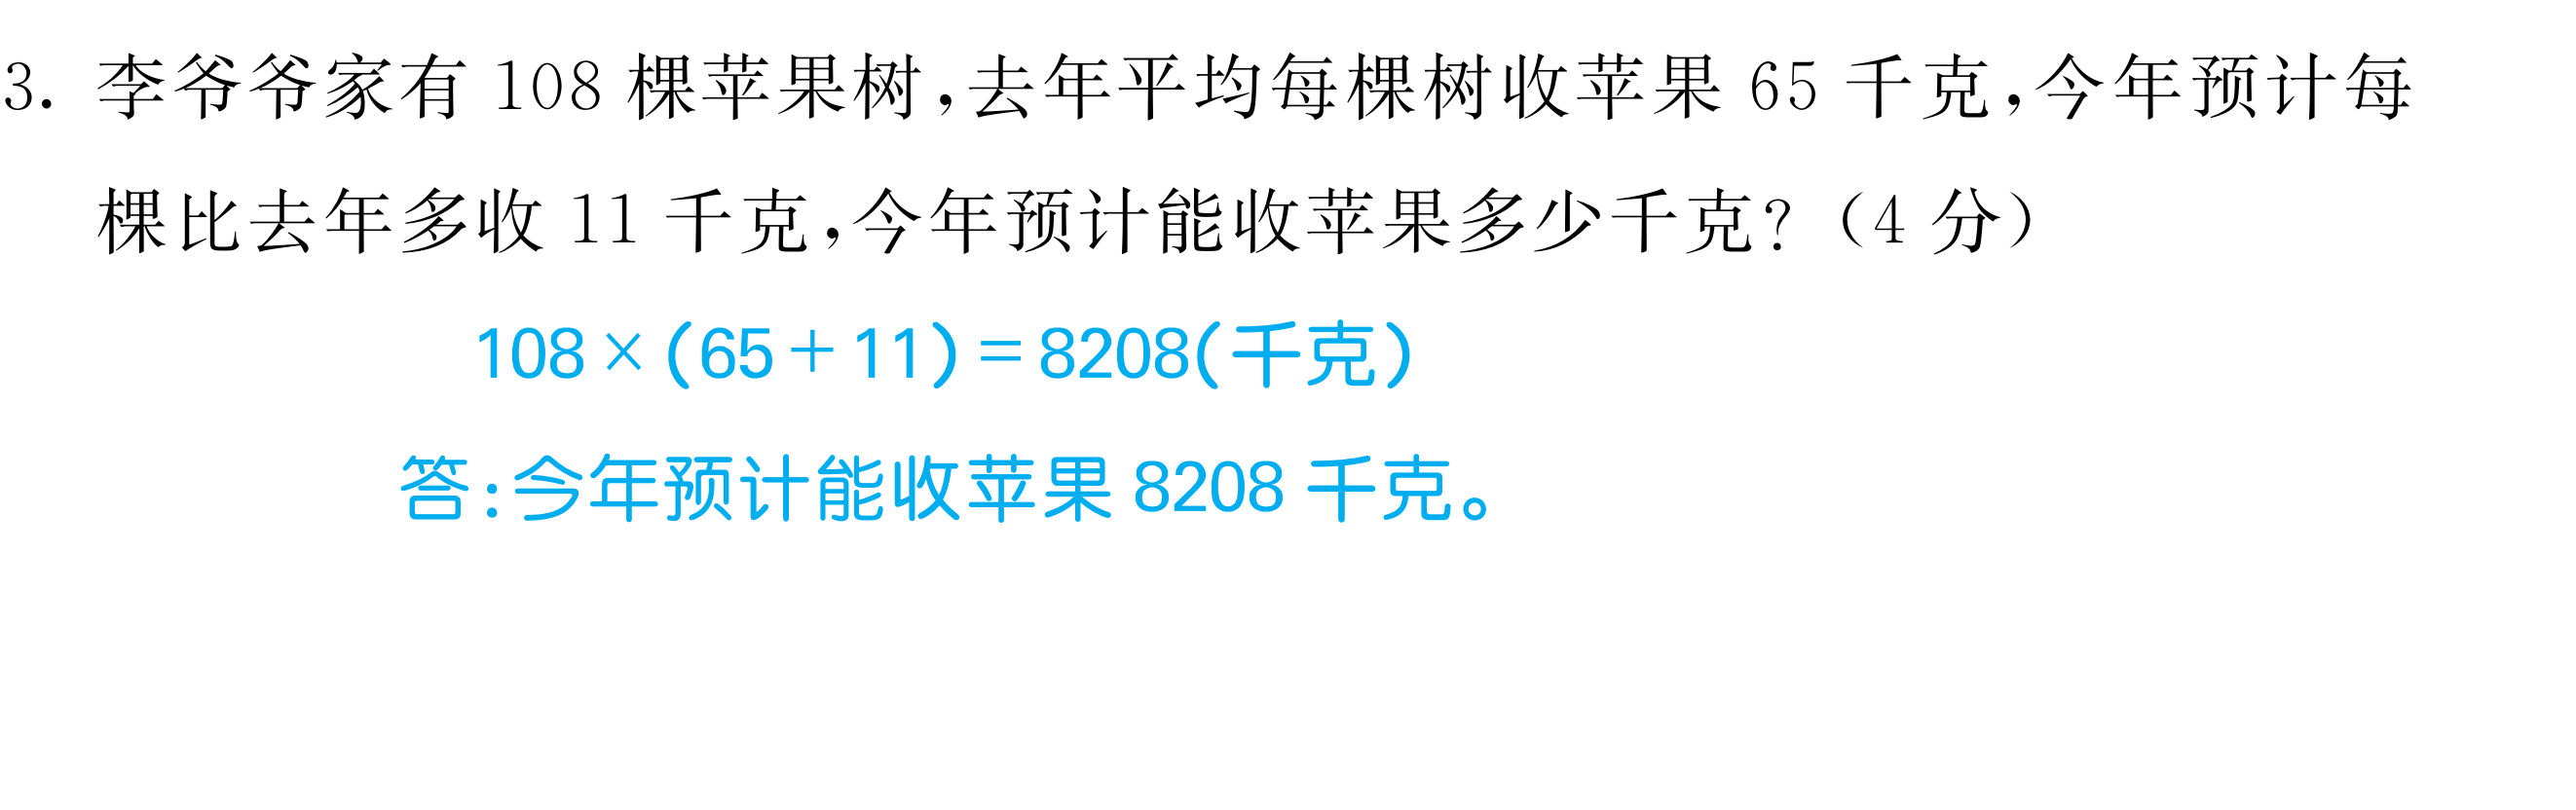 3. 李爷爷家有 108 棵苹果树,去年平均每棵树收苹果 65 千克,今年预计每
棵比去年多收 11 千克,今年预计能收苹果多少千克?(4 分)
108×(65+11)=8208(千克)
答:今年预计能收苹果 8208 千克。